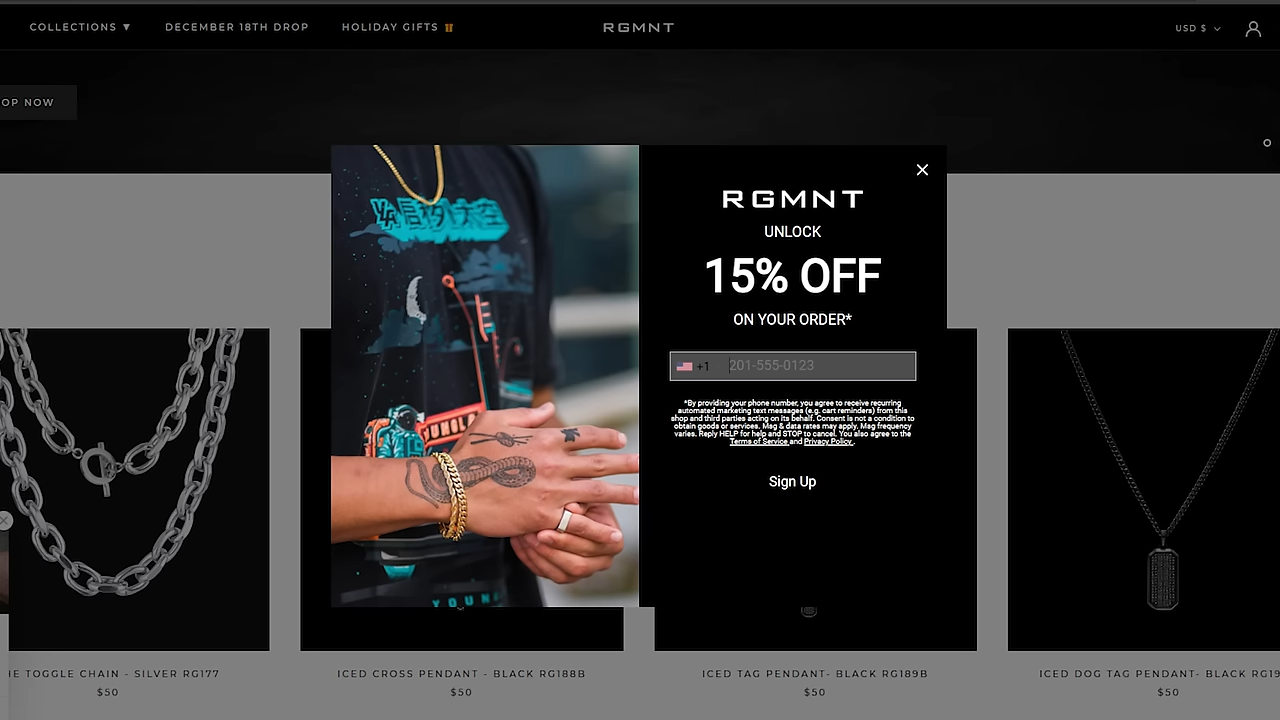 COLLECTIONS ▼
DECEMBER 18TH DROP
HOLIDAY GIFTS
RGMNT
USD $
OP NOW
RGMNT
UNLOCK
15% OFF
ON YOUR ORDER*
+1 201-555-0123
*By providing your phone number, you agree to receive recurring
automated marketing text messages (e.g. cart reminders) from this
shop and third parties acting on its behalf. Consent is not a condition to
obtain goods or services. Msg & data rates may apply. Msg frequency
varies. Reply HELP for help and STOP to cancel. You also agree to the
Terms of Service and Privacy Policy.
Sign Up
YOUNG
E TOGGLE CHAIN - SILVER RG177
$50
ICED CROSS PENDANT- BLACK RG188B
$50
ICED TAG PENDANT- BLACK RG189B
$50
ICED DOG TAG PENDANT- BLACK RG19
$50